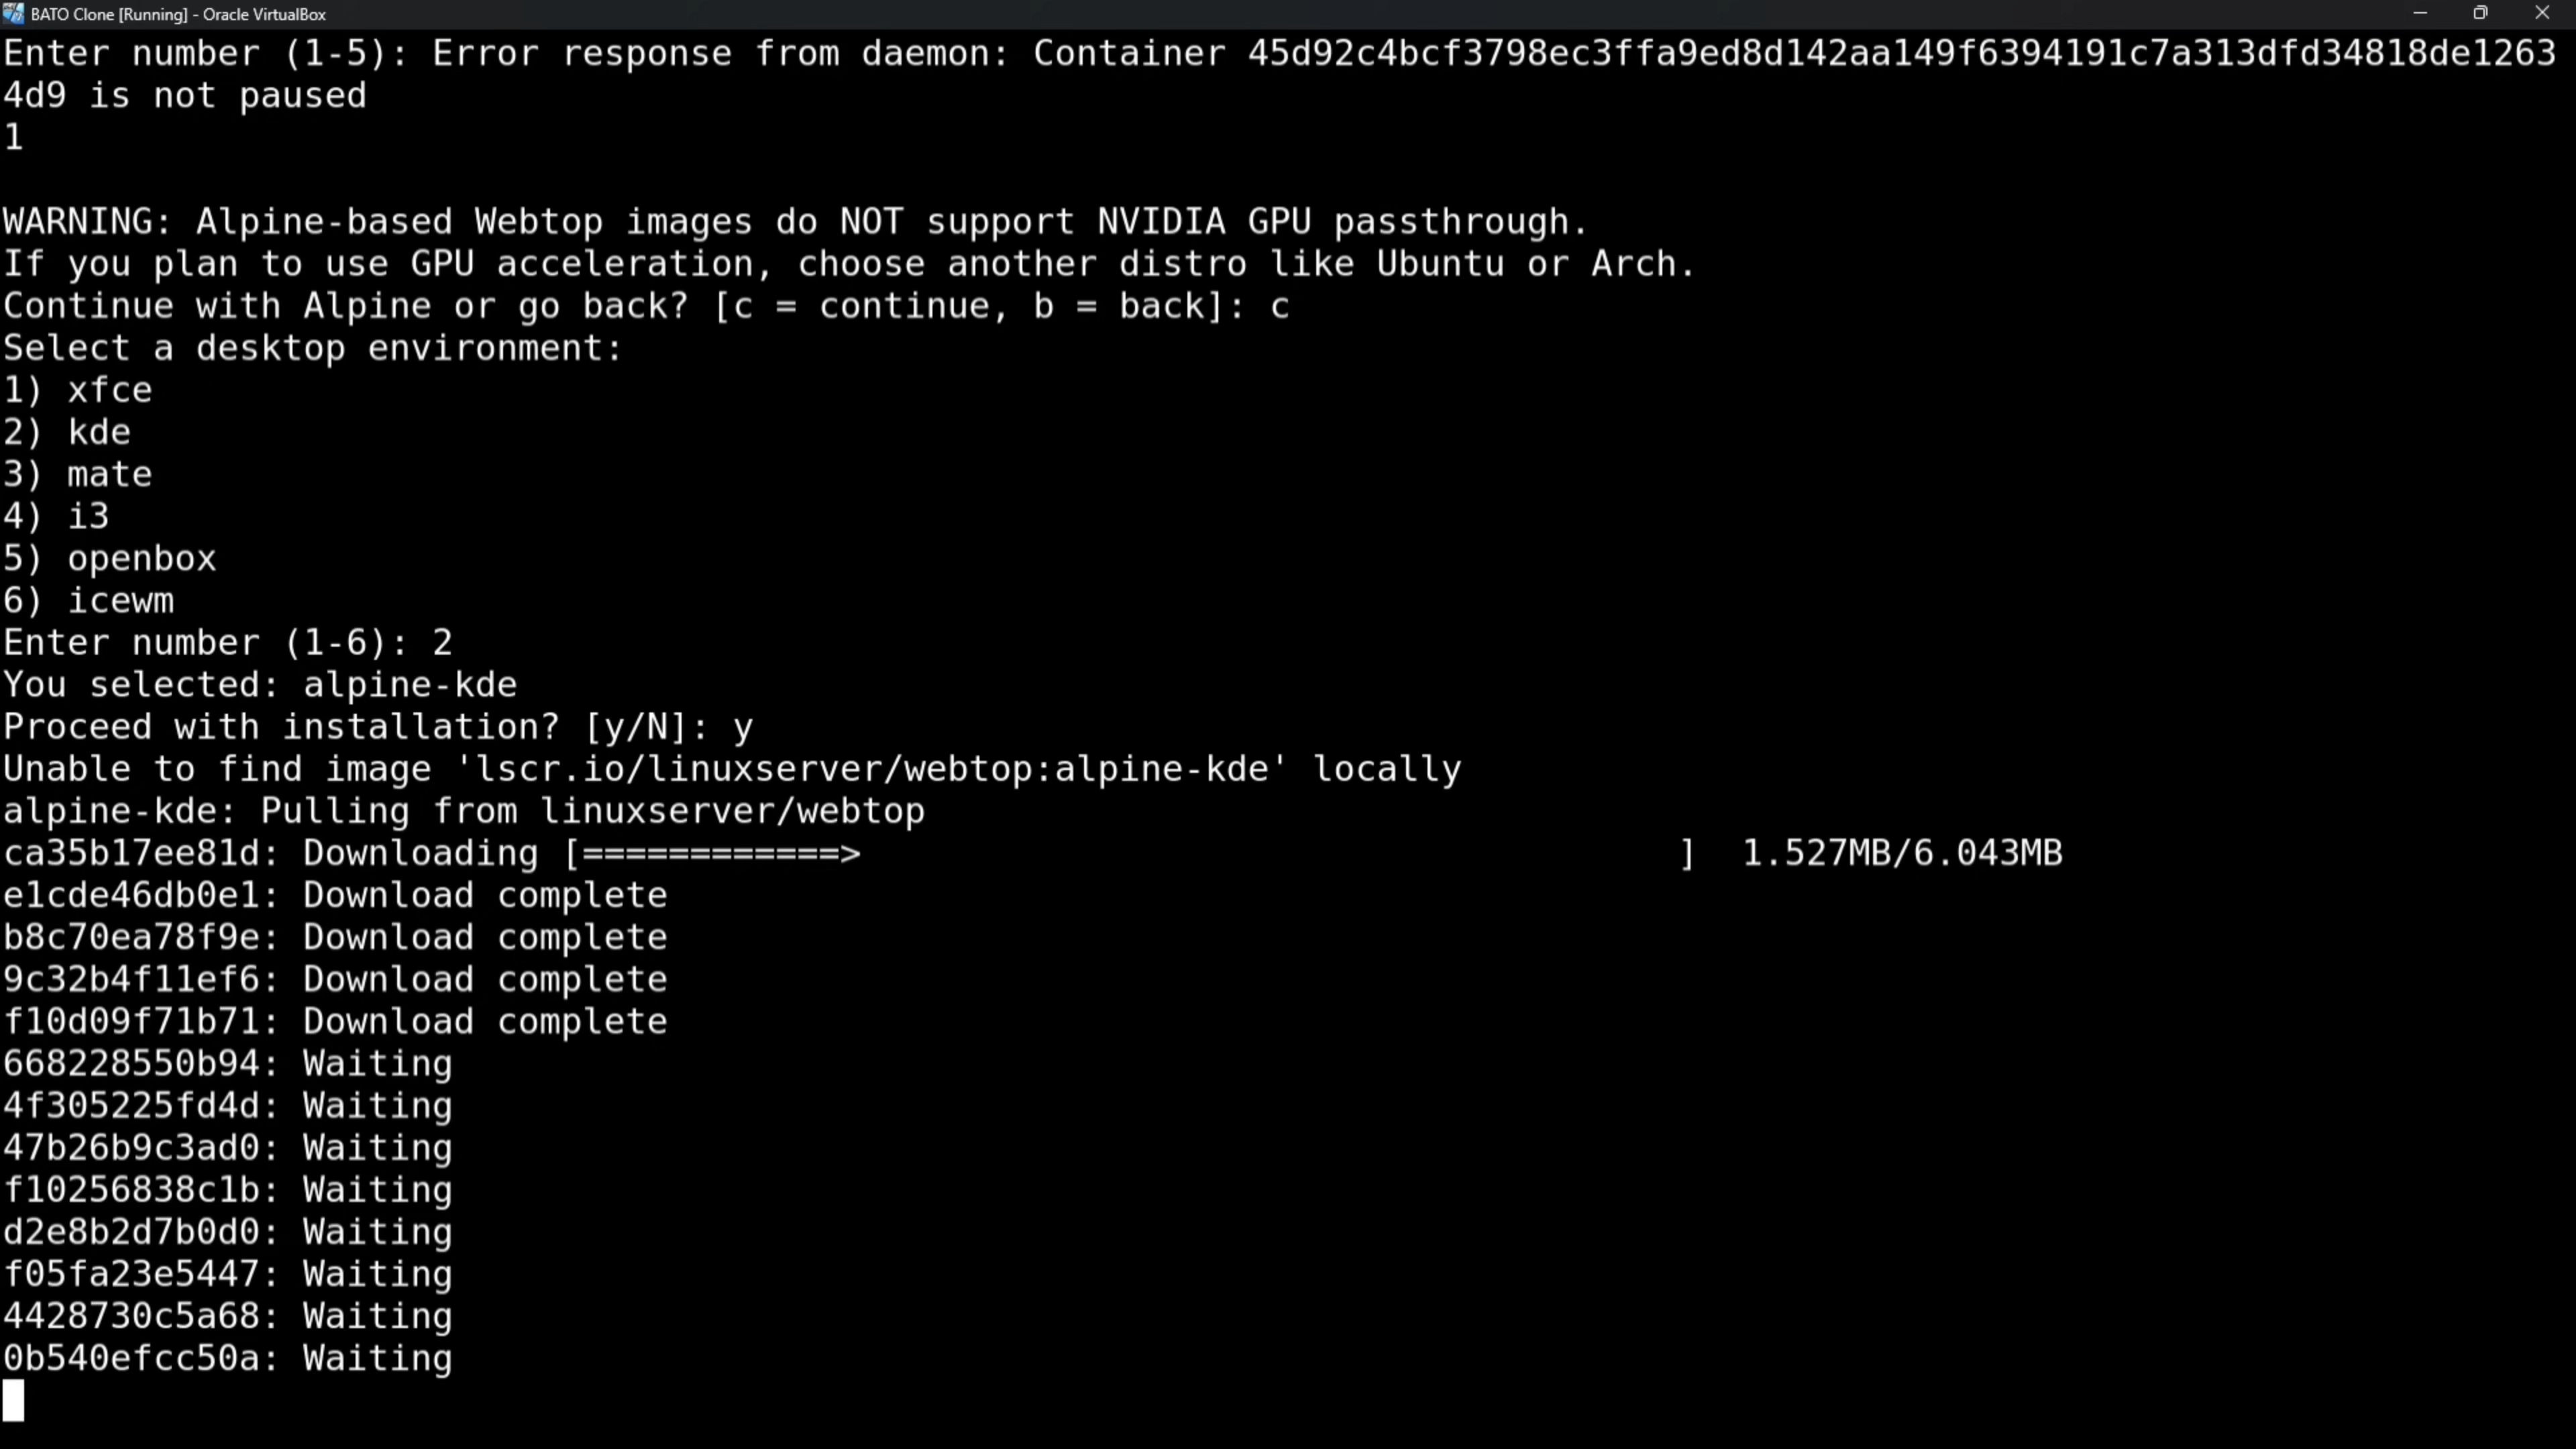 BATO Clone [Running] - Oracle VirtualBox
Enter number (1-5): Error response from daemon: Container 45d92c4bcf3798ec3ffa9ed8d142aa149f6394191c7a313dfd34818de1263
4d9 is not paused
1
WARNING: Alpine-based Webtop images do NOT support NVIDIA GPU passthrough.
If you plan to use GPU acceleration, choose another distro like Ubuntu or Arch.
Continue with Alpine or go back? [c = continue, b = back]: c
Select a desktop environment:
1) xfce
2) kde
3) mate
4) i3
5) openbox
6) icewm
Enter number (1-6): 2
You selected: alpine-kde
Proceed with installation? [y/N]: y
Unable to find image 'lscr.io/linuxserver/webtop:alpine-kde' locally
alpine-kde: Pulling from linuxserver/webtop
ca35b17ee81d: Downloading [============>                                      ]  1.527MB/6.043MB
e1cde46db0e1: Download complete
b8c70ea78f9e: Download complete
9c32b4f11ef6: Download complete
f10d09f71b71: Download complete
668228550b94: Waiting
4f305225fd4d: Waiting
47b26b9c3ad0: Waiting
f10256838c1b: Waiting
d2e8b2d7b0d0: Waiting
f05fa23e5447: Waiting
4428730c5a68: Waiting
0b540efcc50a: Waiting